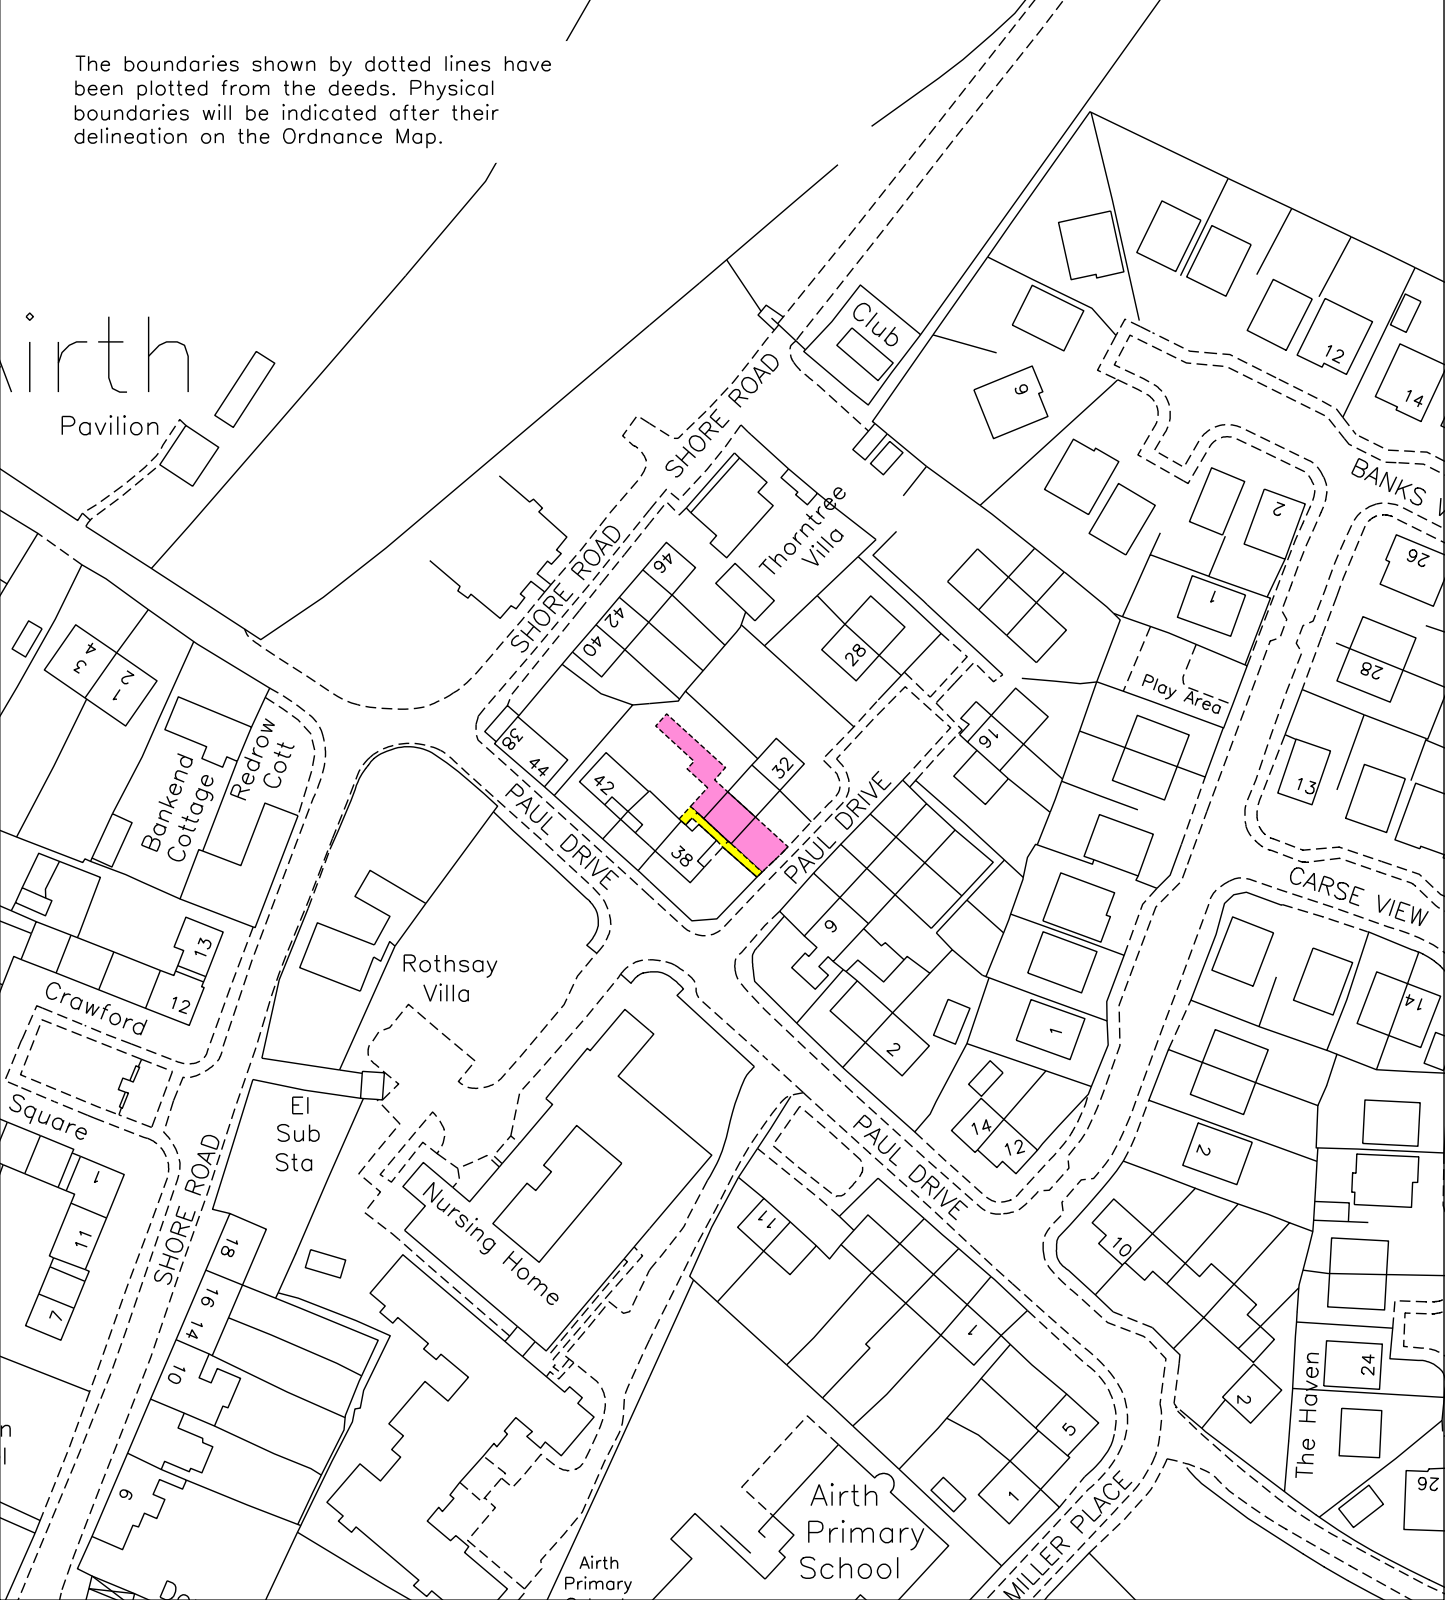 The boundaries shown by dotted lines have
been plotted from the deeds. Physical
boundaries will be indicated after their
delineation on the Ordnance Map.
Airth
Pavilion
Club
SHORE ROAD
12
14
9
BANKS
2
26
Thorntree
Villa
46
SHORE ROAD
42
40
28
1
28
Play Area
3 4
1 2
Redrow
Cott
Bankend
Cottage
38
44
16
13
42
32
PAUL DRIVE
PAUL DRIVE
38
CARSE VIEW
9
13
Rothsay
Villa
12
Crawford
14
1
2
El
Sub
Sta
Square
14
12
PAUL DRIVE
SHORE ROAD
2
1
11
Nursing Home
11
18
10
16
7
14
1
10
24
The Haven
2
5
26
6
1
Airth
Primary
School
MILLER PLACE
Airth
Primary